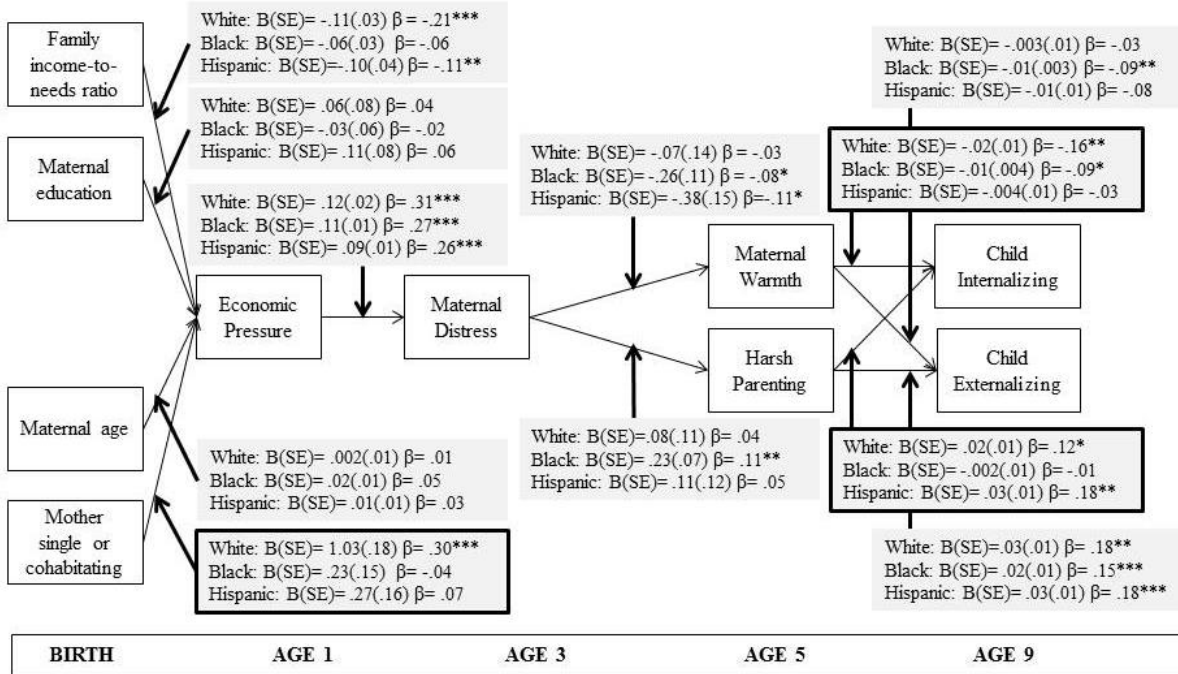 Family
income-to-
needs ratio
White: B(SE)= -.11(.03) β = -.21***
Black: B(SE)= -.06(.03) β= -.06
Hispanic: B(SE)=-.10(.04) β= -.11**
White: B(SE)= -.003(.01) β= -.03
Black: B(SE)= -.01(.003) β= -.09**
Hispanic: B(SE)= -.01(.01) β= -.08
Maternal
education
White: B(SE)= .06(.08) β= .04
Black: B(SE)= -.03(.06) β= -.02
Hispanic: B(SE)= .11(.08) β= .06
White: B(SE)= -.07(.14) β = -.03
Black: B(SE)= -.26(.11) β= -.08*
Hispanic: B(SE)= -.38(.15) β=-.11*
White: B(SE)= -.02(.01) β= -.16**
Black: B(SE)= -.01(.004) β= -.09*
Hispanic: B(SE)= -.004(.01) β= -.03
White: B(SE)= .12(.02) β= .31***
Black: B(SE)= .11(.01) β= .27***
Hispanic: B(SE)= .09(.01) β= .26***
Economic
Pressure
Maternal
Distress
Maternal
Warmth
Child
Internalizing
Harsh
Parenting
Child
Externalizing
Maternal age
White: B(SE)= .002(.01) β= .01
Black: B(SE)= .02(.01) β= .05
Hispanic: B(SE)= .01(.01) β= .03
White: B(SE)=.08(.11) β= .04
Black: B(SE)= .23(.07) β= .11**
Hispanic: B(SE)= .11(.12) β= .05
White: B(SE)= .02(.01) β= .12*
Black: B(SE)= -.002(.01) β= -.01
Hispanic: B(SE)= .03(.01) β= .18**
Mother
single or
cohabitating
White: B(SE)= 1.03(.18) β= .30***
Black: B(SE)= .23(.15) β= -.04
Hispanic: B(SE)= .27(.16) β= .07
White: B(SE)=.03(.01) β= .18**
Black: B(SE)= .02(.01) β= .15***
Hispanic: B(SE)= .03(.01) β= .18***
BIRTH AGE 1 AGE 3 AGE 5 AGE 9